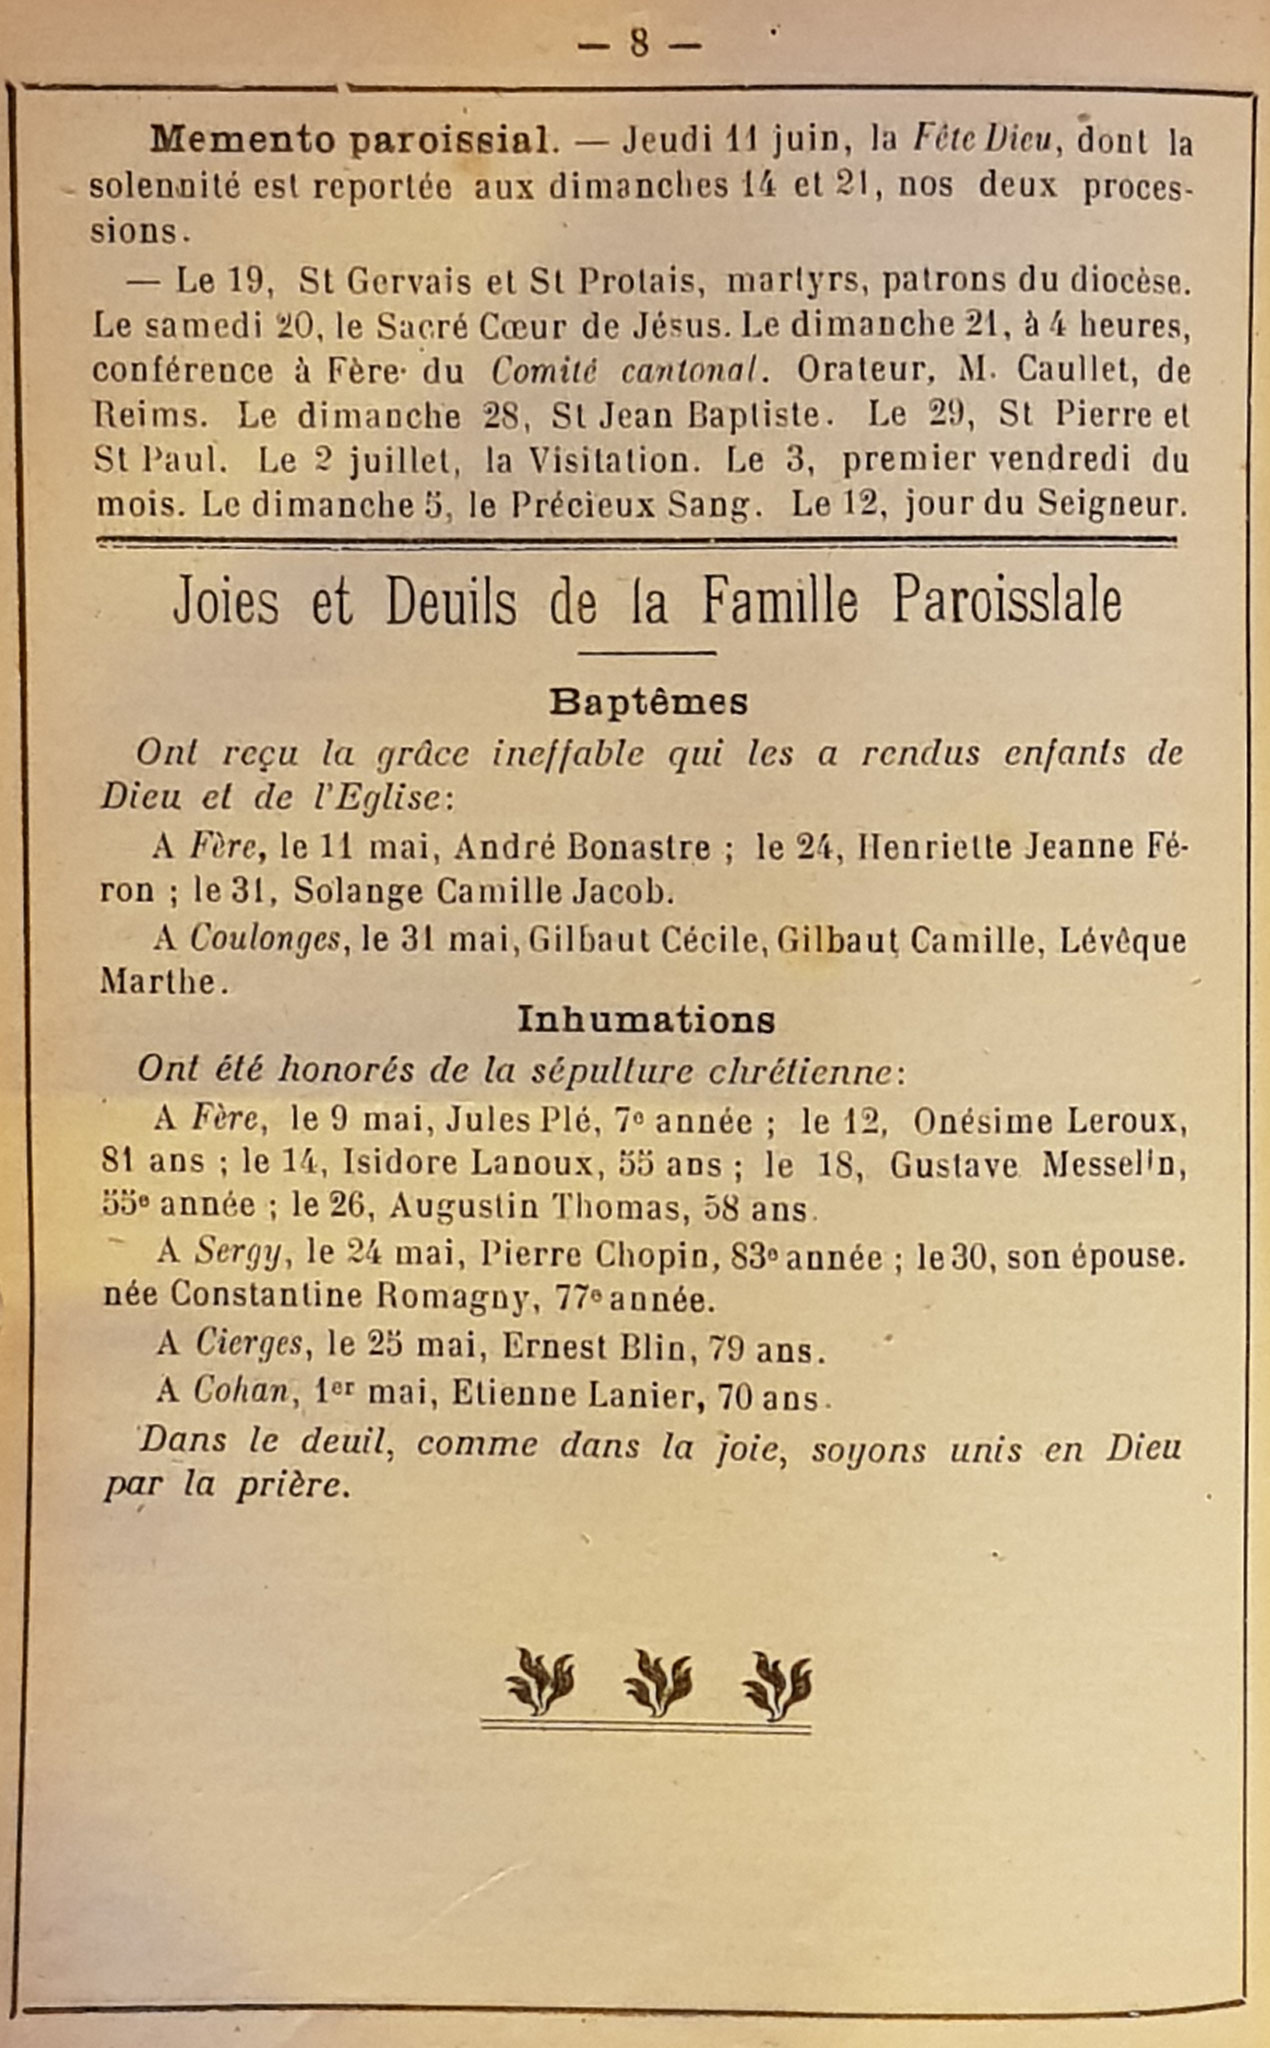 — 8 —
Memento paroissial. — Jeudi 11 juin, la Fête Dieu, dont la
solennité est reportée aux dimanches 14 et 21, nos deux proces-
sions.
— Le 19, St Gervais et St Protais, martyrs, patrons du diocèse.
Le samedi 20, le Sacré Cœur de Jésus. Le dimanche 21, à 4 heures,
conférence à Fère du Comité cantonal. Orateur, M. Caullet, de
Reims. Le dimanche 28, St Jean Baptiste. Le 29, St Pierre et
St Paul. Le 2 juillet, la Visitation. Le 3, premier vendredi du
mois. Le dimanche 5, le Précieux Sang. Le 12, jour du Seigneur.
Joies et Deuils de la Famille Paroisslale
Baptêmes
Ont reçu la grâce ineffable qui les a rendus enfants de
Dieu et de l'Eglise:
A Fère, le 11 mai, André Bonastre ; le 24, Henriette Jeanne Fé-
ron ; le 31, Solange Camille Jacob.
A Coulonges, le 31 mai, Gilbaut Cécile, Gilbaut Camille, Lévêque
Marthe.
Inhumations
Ont été honorés de la sépulture chrétienne:
A Fère, le 9 mai, Jules Plé, 7e année ; le 12, Onésime Leroux,
81 ans ; le 14, Isidore Lanoux, 55 ans ; le 18, Gustave Messelin,
55e année ; le 26, Augustin Thomas, 58 ans.
A Sergy, le 24 mai, Pierre Chopin, 83e année ; le 30, son épouse.
née Constantine Romagny, 77e année.
A Cierges, le 25 mai, Ernest Blin, 79 ans.
A Cohan, 1er mai, Etienne Lanier, 70 ans.
Dans le deuil, comme dans la joie, soyons unis en Dieu
par la prière.